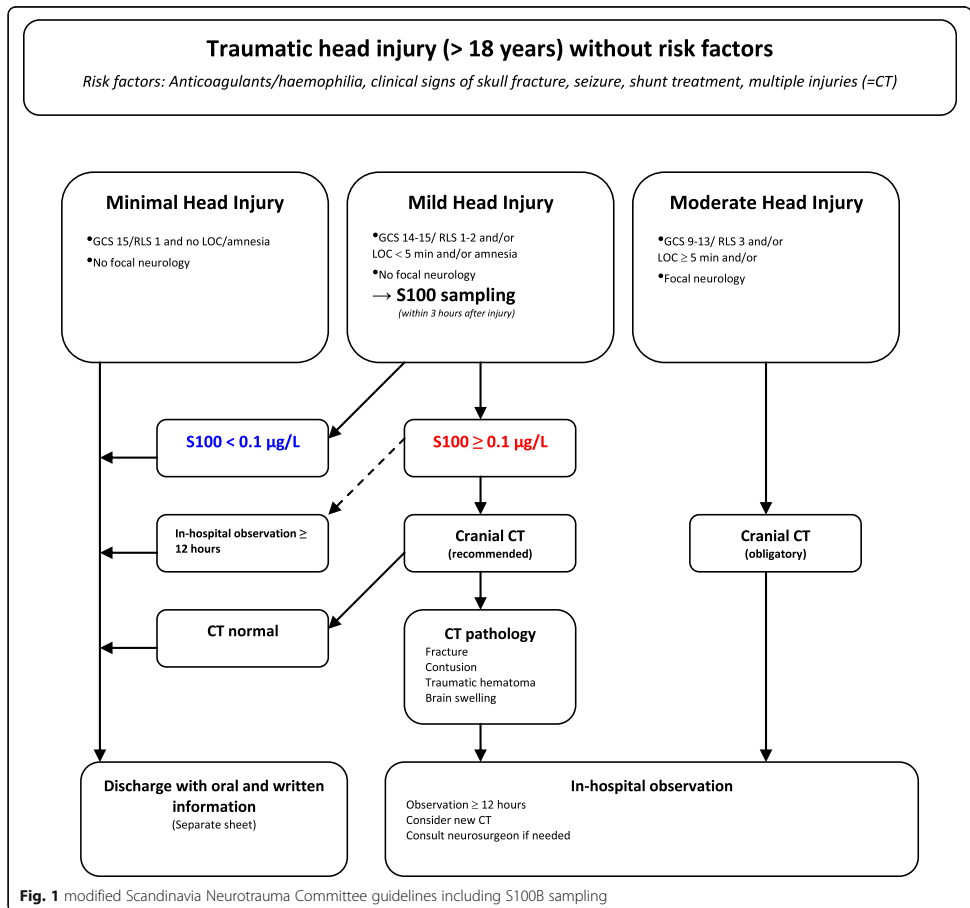 Traumatic head injury (> 18 years) without risk factors
Risk factors: Anticoagulants/haemophilia, clinical signs of skull fracture, seizure, shunt treatment, multiple injuries (=CT)
Minimal Head Injury
•GCS 15/RLS 1 and no LOC/amnesia
•No focal neurology
Mild Head Injury
•GCS 14-15/ RLS 1-2 and/or
LOC < 5 min and/or amnesia
•No focal neurology
→ S100 sampling
(within 3 hours after injury)
Moderate Head Injury
•GCS 9-13/ RLS 3 and/or
LOC ≥ 5 min and/or
•Focal neurology
S100 < 0.1 µg/L
S100 ≥ 0.1 µg/L
In-hospital observation ≥
12 hours
Cranial CT
(recommended)
Cranial CT
(obligatory)
CT normal
CT pathology
Fracture
Contusion
Traumatic hematoma
Brain swelling
Discharge with oral and written
information
(Separate sheet)
In-hospital observation
Observation ≥ 12 hours
Consider new CT
Consult neurosurgeon if needed
Fig. 1 modified Scandinavia Neurotrauma Committee guidelines including S100B sampling